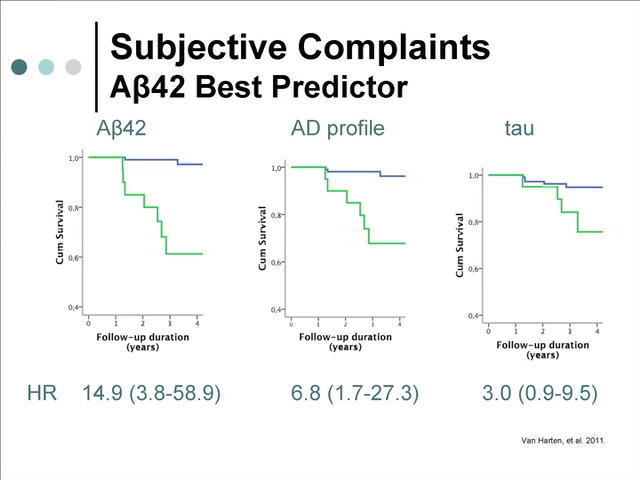 Subjective Complaints
Aβ42 Best Predictor
Aβ42
AD profile
tau
1,0
0,8
0,6
0,4
Cum Survival
0 1 2 3 4
Follow-up duration
(years)
1,0
0,8
0,6
0,4
Cum Survival
0 1 2 3 4
Follow-up duration
(years)
1,0
0,8
0,6
0,4
Cum Survival
0 1 2 3 4
Follow-up duration
(years)
HR 14.9 (3.8-58.9) 6.8 (1.7-27.3) 3.0 (0.9-9.5)
Van Harten, et al. 2011.